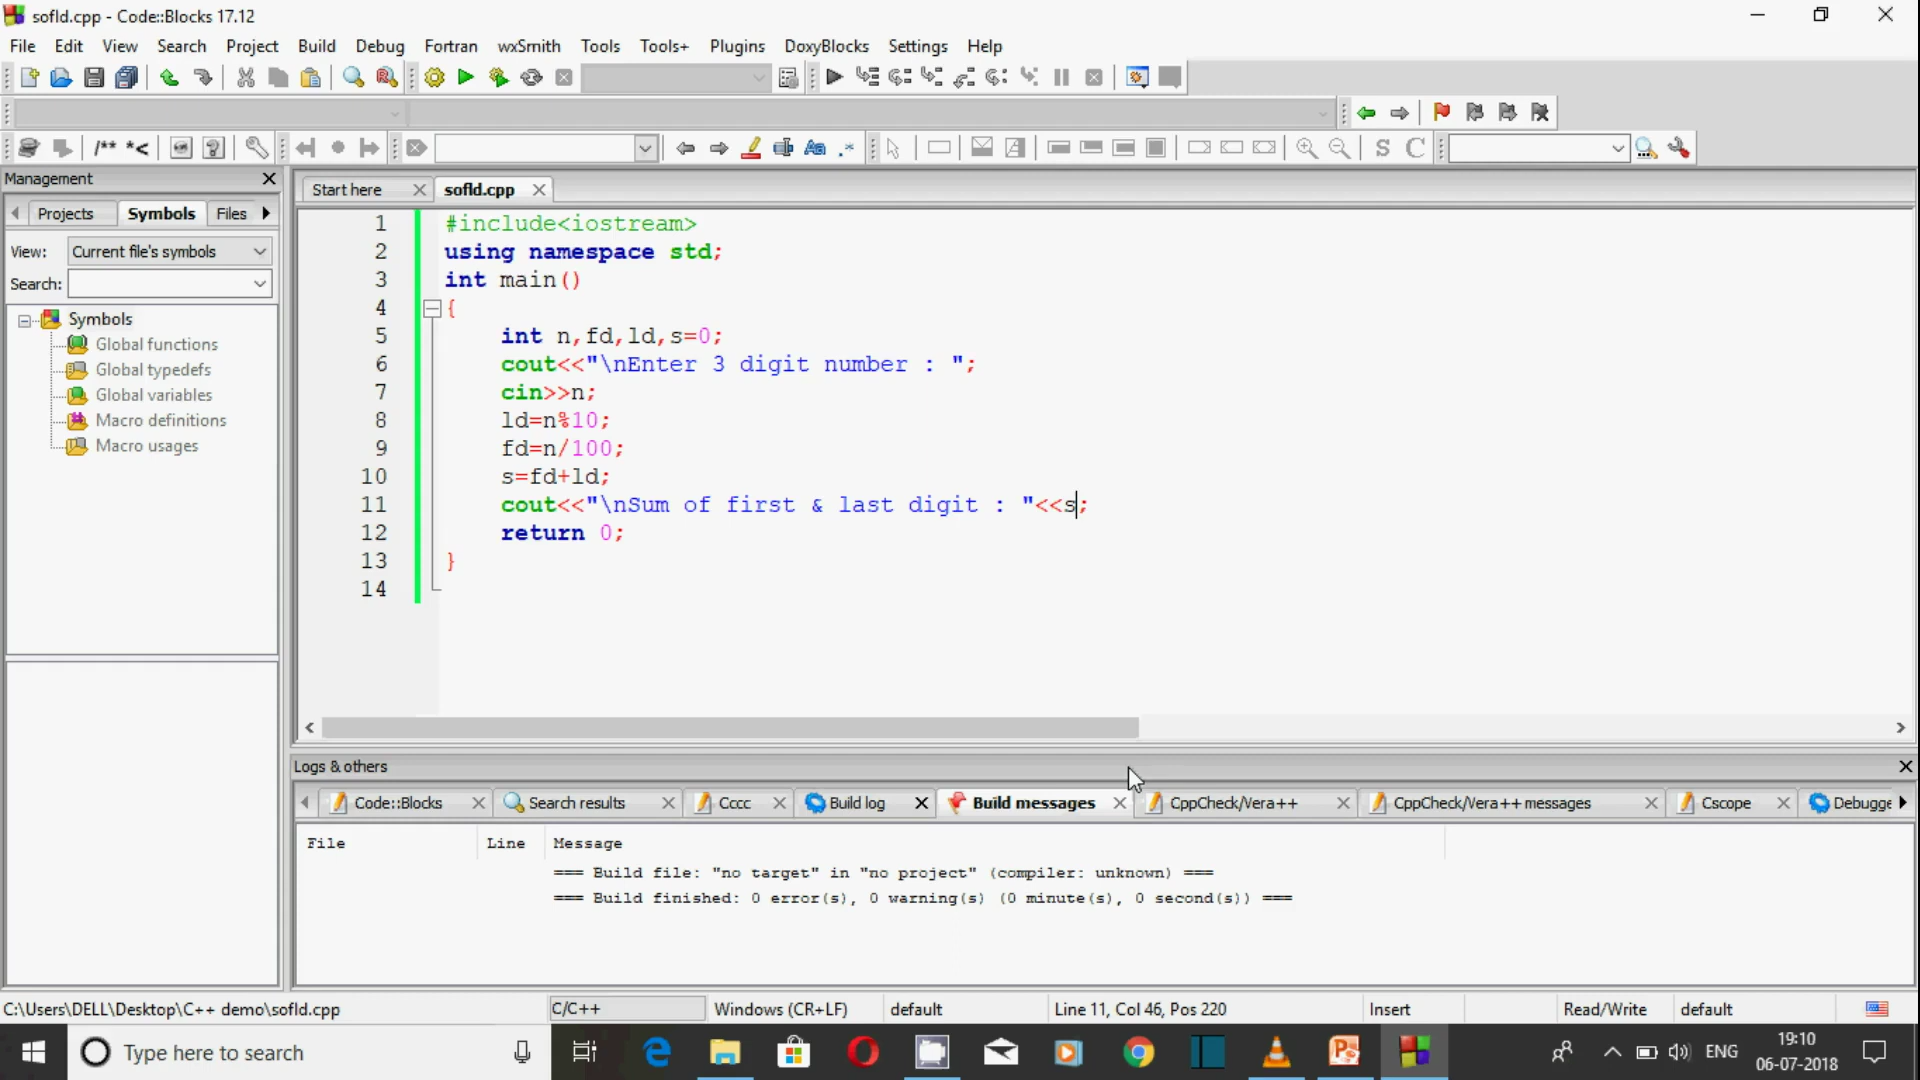 sofld.cpp - Code::Blocks 17.12
File Edit View Search Project Build Debug Fortran wxSmith Tools Tools+ Plugins DoxyBlocks Settings Help
/** *<
S C
Management
Projects Symbols Files
View: Current file's symbols
Search:
Symbols
Global functions
Global typedefs
Global variables
Macro definitions
Macro usages
Start here sofld.cpp
1 #include<iostream>
2 using namespace std;
3 int main()
4 {
5 int n,fd,ld,s=0;
6 cout<<"\nEnter 3 digit number : ";
7 cin>>n;
8 ld=n%10;
9 fd=n/100;
10 s=fd+ld;
11 cout<<"\nSum of first & last digit : "<<s;
12 return 0;
13 }
14
Logs & others
Code::Blocks Search results Cccc Build log Build messages CppCheck/Vera++ CppCheck/Vera++ messages Cscope Debugge
File Line Message
=== Build file: "no target" in "no project" (compiler: unknown) ===
=== Build finished: 0 error(s), 0 warning(s) (0 minute(s), 0 second(s)) ===
C:\Users\DELL\Desktop\C++ demo\sofld.cpp C/C++ Windows (CR+LF) default Line 11, Col 46, Pos 220 Insert Read/Write default
Type here to search ENG 19:10
06-07-2018